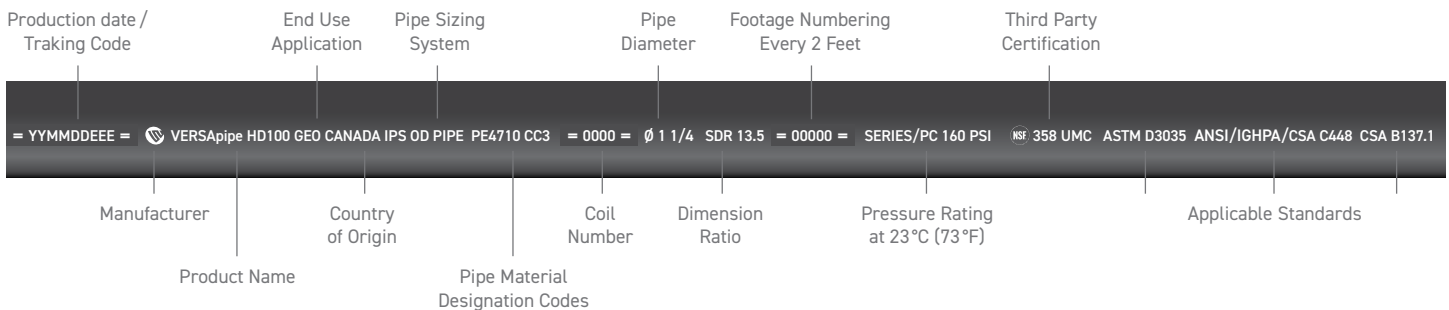 Production date / End Use Pipe Sizing Pipe Footage Numbering Third Party
Traking Code Application System Diameter Every 2 Feet Certification
= YYMMDDEEE = VERSApipe HD100 GEO CANADA IPS OD PIPE PE4710 CC3 = 0000 = Ø 1 1/4 SDR 13.5 = 00000 = SERIES/PC 160 PSI NSF 358 UMC ASTM D3035 ANSI/IGHPA/CSA C448 CSA B137.1
Manufacturer Country Coil Dimension Pressure Rating Applicable Standards
of Origin Number Ratio at 23°C (73°F)
Product Name Pipe Material
Designation Codes